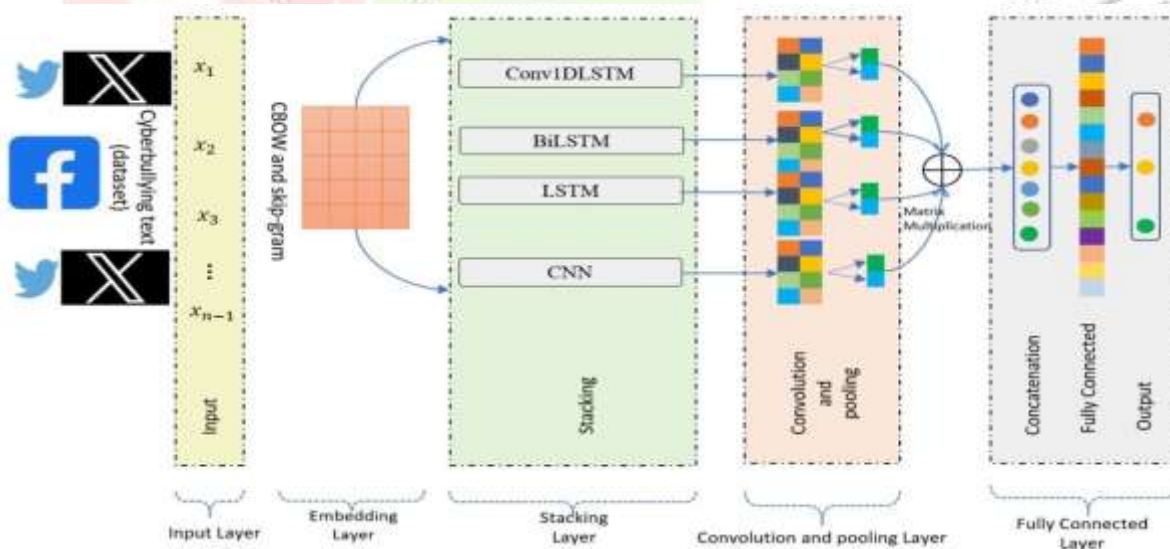 Cyberbullying text
(dataset)
x₁
x₂
x₃
...
xₙ₋₁
Input
CBOW and skip-gram
Conv1DLSTM
BiLSTM
LSTM
CNN
Stacking
Convolution
and
pooling
Matrix
Multiplication
Concatenation
Fully Connected
Output
Input Layer
Embedding
Layer
Stacking
Layer
Convolution and pooling Layer
Fully Connected
Layer